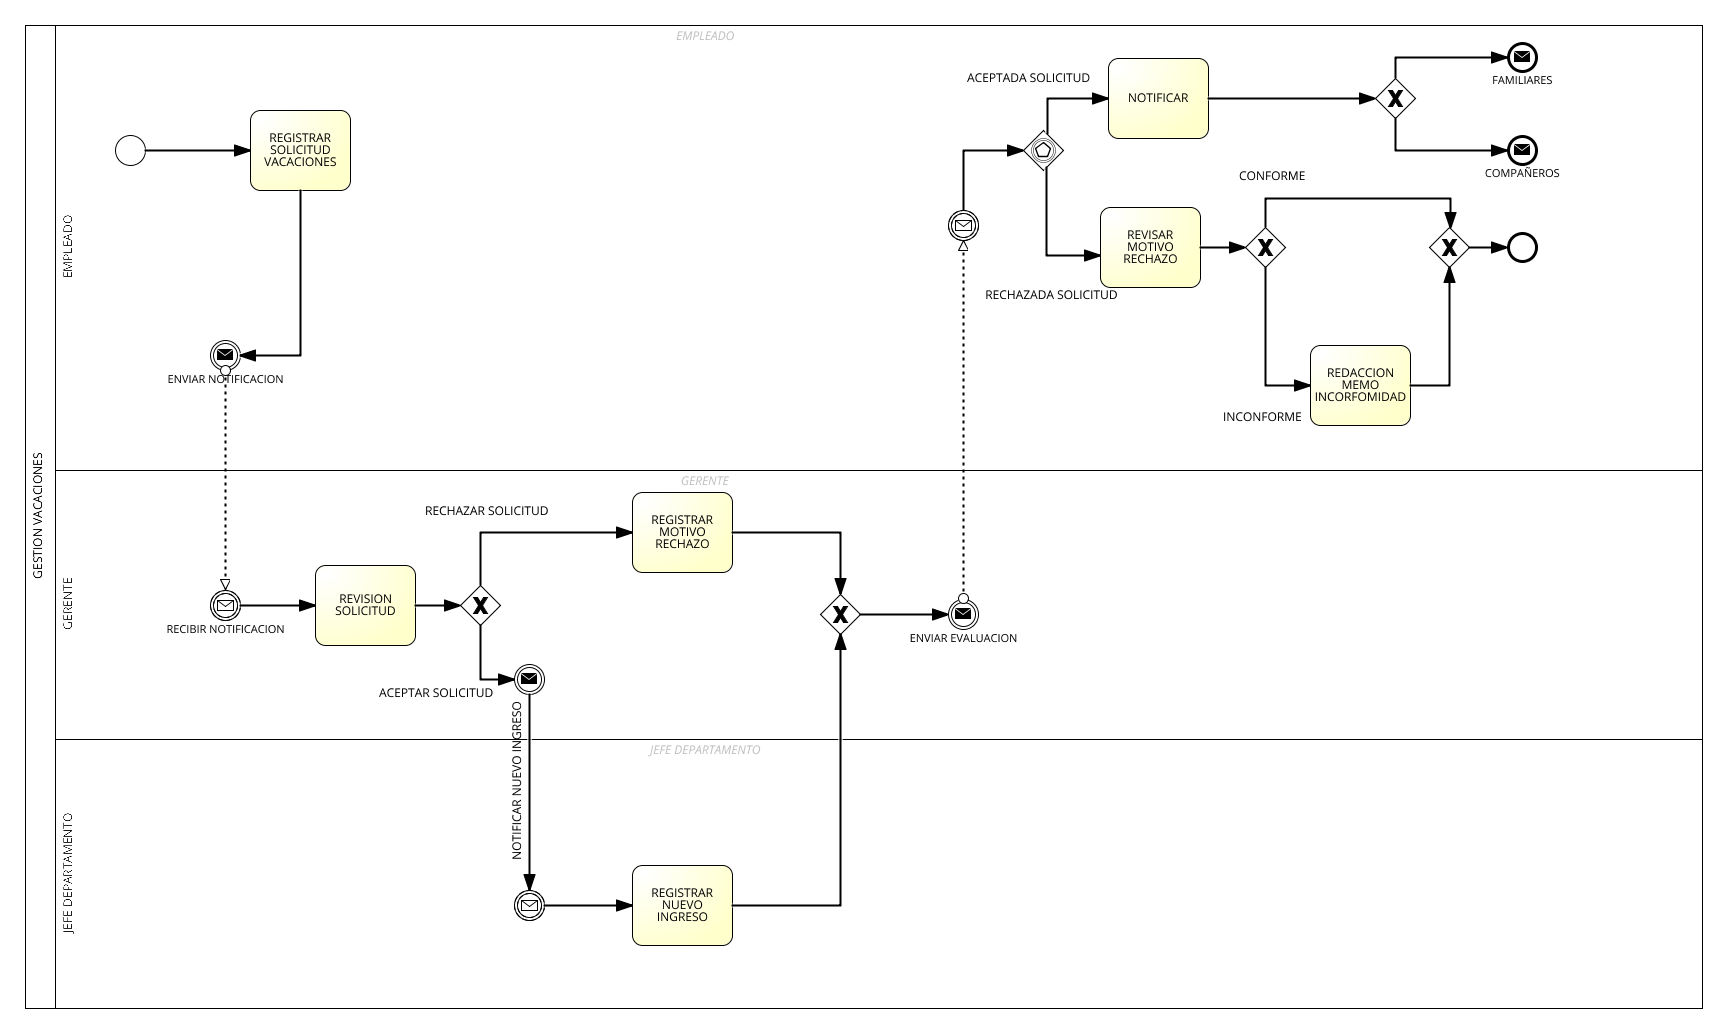 GESTION VACACIONES
EMPLEADO
EMPLEADO
REGISTRAR
SOLICITUD
VACACIONES
ENVIAR NOTIFICACION
ACEPTADA SOLICITUD
NOTIFICAR
FAMILIARES
COMPAÑEROS
RECHAZADA SOLICITUD
REVISAR
MOTIVO
RECHAZO
CONFORME
INCONFORME
REDACCION
MEMO
INCORFOMIDAD
GERENTE
GERENTE
RECIBIR NOTIFICACION
REVISION
SOLICITUD
RECHAZAR SOLICITUD
REGISTRAR
MOTIVO
RECHAZO
ACEPTAR SOLICITUD
ENVIAR EVALUACION
NOTIFICAR NUEVO INGRESO
JEFE DEPARTAMENTO
JEFE DEPARTAMENTO
REGISTRAR
NUEVO
INGRESO